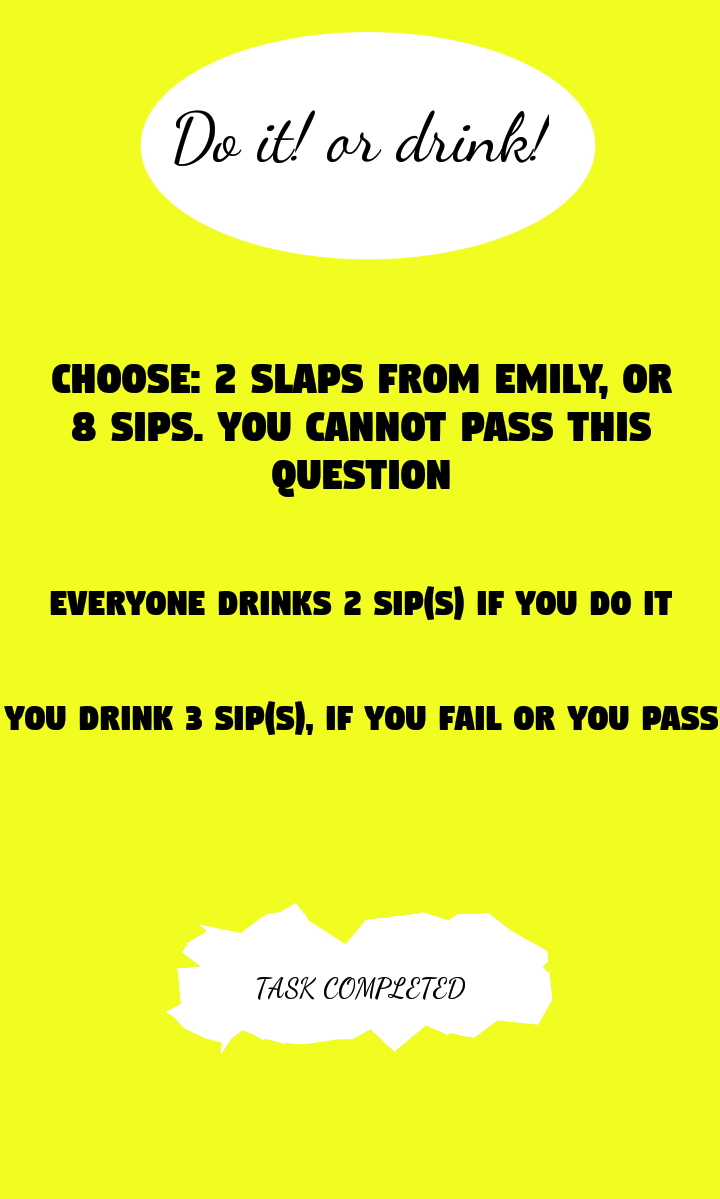 Do it! or drink!
CHOOSE: 2 SLAPS FROM EMILY, OR
8 SIPS. YOU CANNOT PASS THIS
QUESTION
EVERYONE DRINKS 2 SIP(S) IF YOU DO IT
YOU DRINK 3 SIP(S), IF YOU FAIL OR YOU PASS
TASK COMPLETED